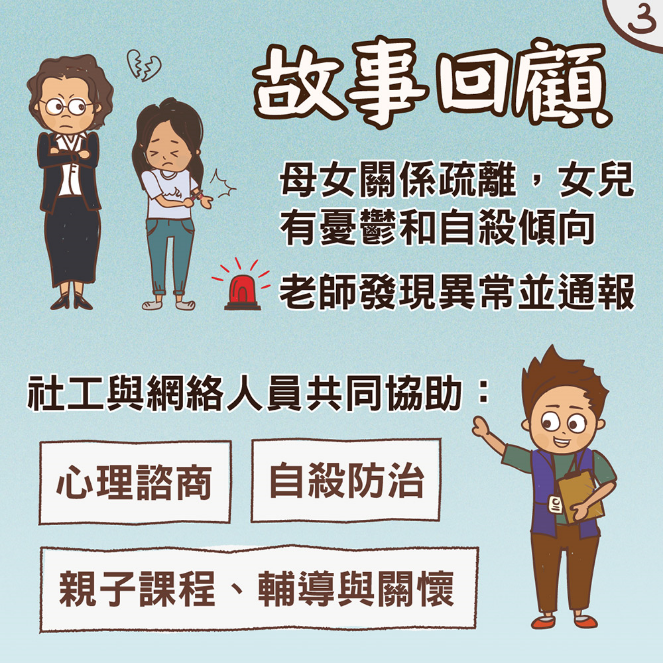 3
故事回顧
母女關係疏離，女兒
有憂鬱和自殺傾向
老師發現異常並通報
社工與網絡人員共同協助：
心理諮商
自殺防治
親子課程、輔導與關懷